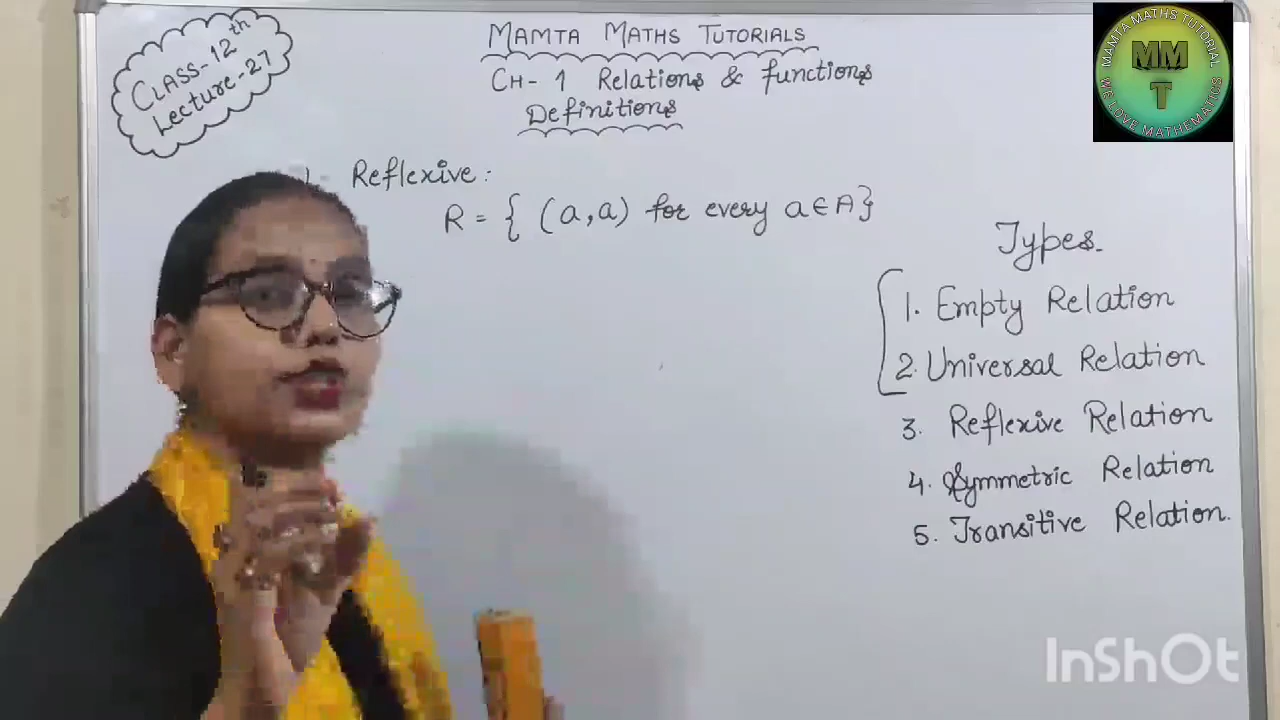 CLASS-12th
Lecture-27
MAMTA MATHS TUTORIALS
CH- 1 Relations & functions
Definitions
MAMTA MATHS TUTORIAL
MM
T
WE LOVE MATHEMATICS
1- Reflexive:
R = { (a,a) for every a∈A}
Types.
1. Empty Relation
2. Universal Relation
3. Reflexive Relation
4. Symmetric Relation
5. Transitive Relation.
InShOt